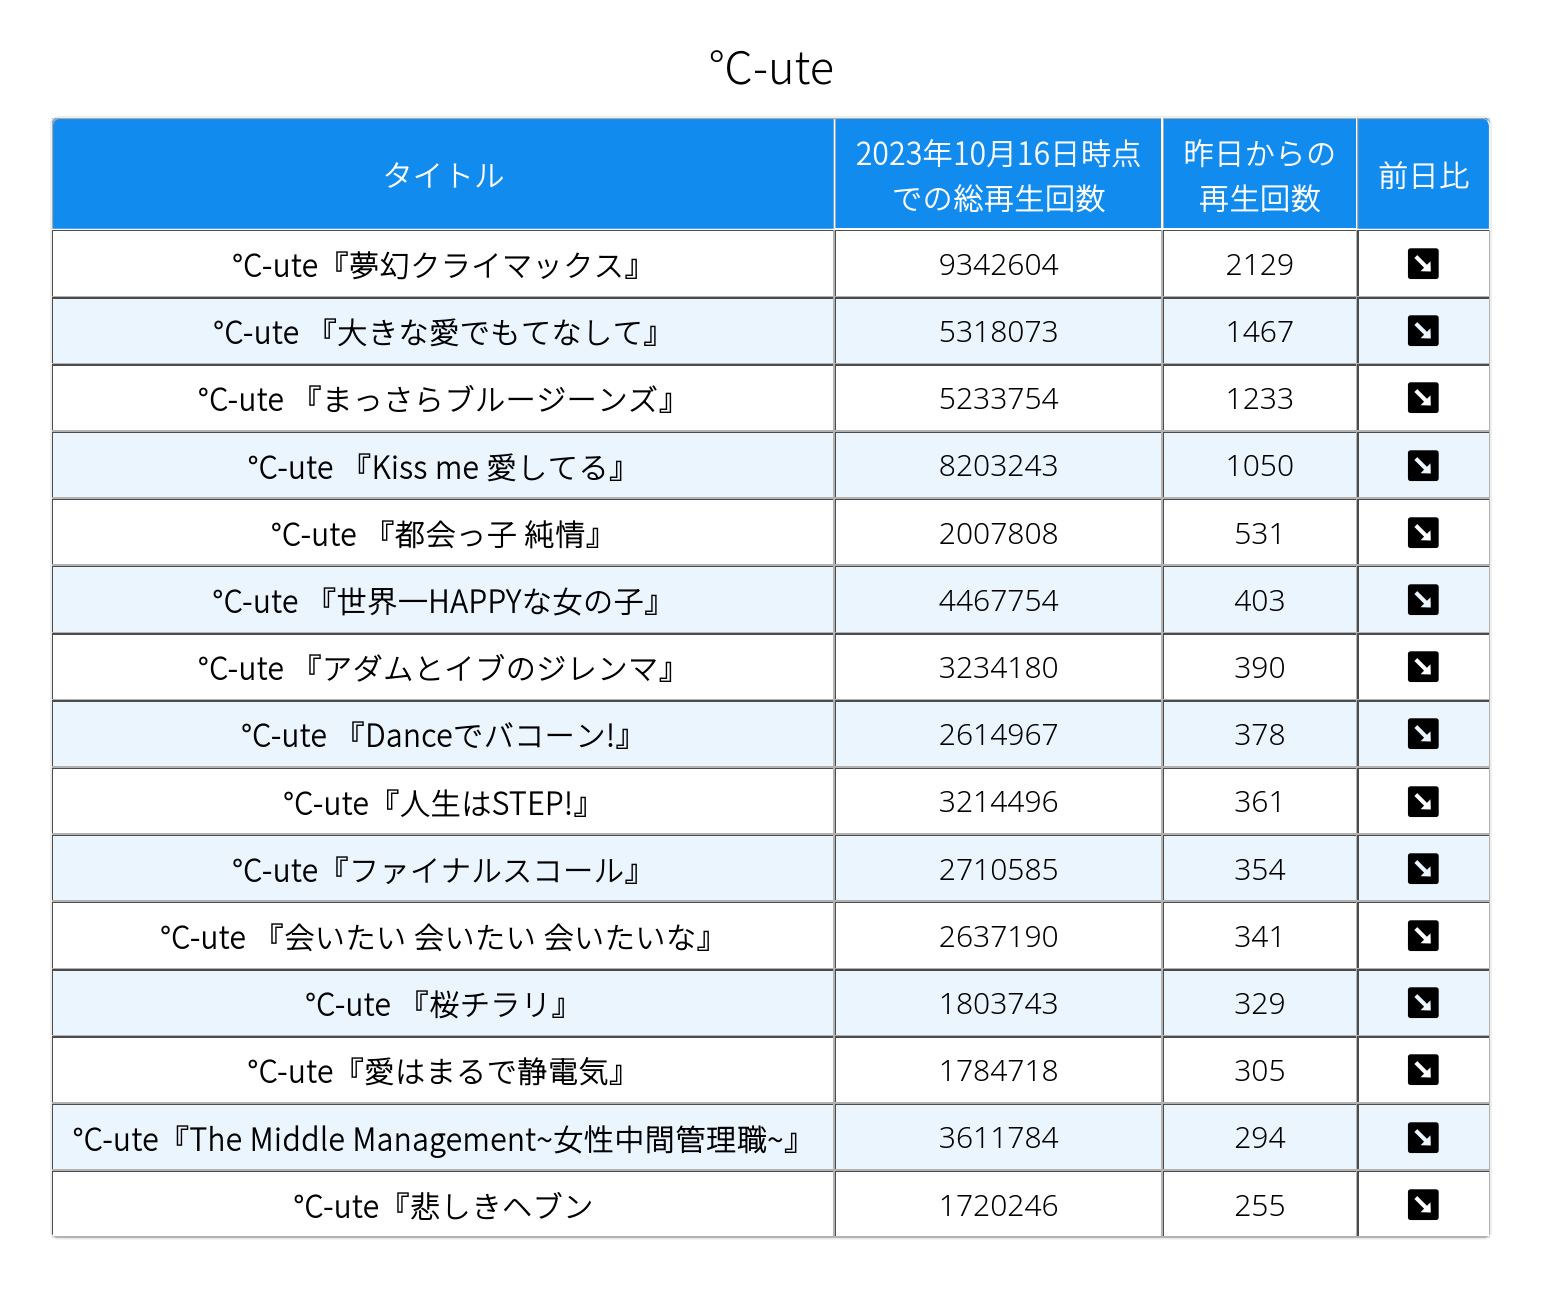 ℃-ute
タイトル
2023年10月16日時点
での総再生回数
昨日からの
再生回数
前日比
℃-ute『夢幻クライマックス』 9342604 2129 ↘
℃-ute 『大きな愛でもてなして』 5318073 1467 ↘
℃-ute 『まっさらブルージーンズ』 5233754 1233 ↘
℃-ute 『Kiss me 愛してる』 8203243 1050 ↘
℃-ute 『都会っ子 純情』 2007808 531 ↘
℃-ute 『世界一HAPPYな女の子』 4467754 403 ↘
℃-ute 『アダムとイブのジレンマ』 3234180 390 ↘
℃-ute 『Danceでバコーン!』 2614967 378 ↘
℃-ute『人生はSTEP!』 3214496 361 ↘
℃-ute『ファイナルスコール』 2710585 354 ↘
℃-ute 『会いたい 会いたい 会いたいな』 2637190 341 ↘
℃-ute 『桜チラリ』 1803743 329 ↘
℃-ute『愛はまるで静電気』 1784718 305 ↘
℃-ute『The Middle Management~女性中間管理職~』 3611784 294 ↘
℃-ute『悲しきヘブン 1720246 255 ↘